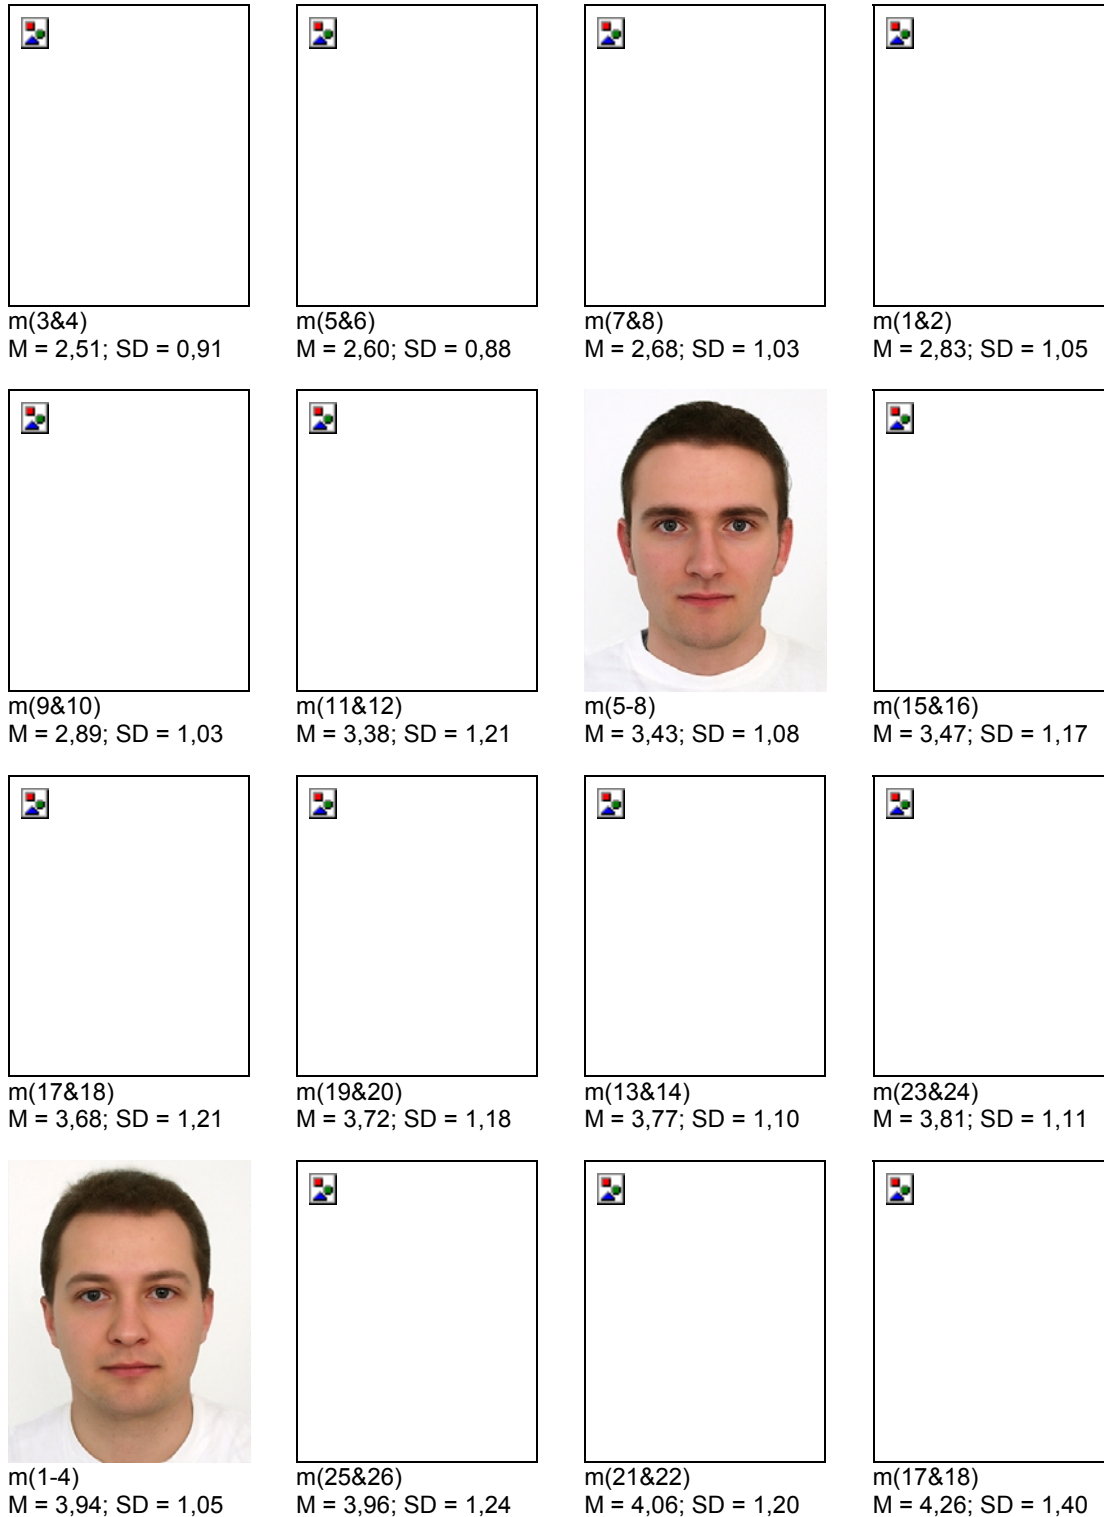 m(3&4)
M = 2,51; SD = 0,91
m(5&6)
M = 2,60; SD = 0,88
m(7&8)
M = 2,68; SD = 1,03
m(1&2)
M = 2,83; SD = 1,05
m(9&10)
M = 2,89; SD = 1,03
m(11&12)
M = 3,38; SD = 1,21
m(5-8)
M = 3,43; SD = 1,08
m(15&16)
M = 3,47; SD = 1,17
m(17&18)
M = 3,68; SD = 1,21
m(19&20)
M = 3,72; SD = 1,18
m(13&14)
M = 3,77; SD = 1,10
m(23&24)
M = 3,81; SD = 1,11
m(1-4)
M = 3,94; SD = 1,05
m(25&26)
M = 3,96; SD = 1,24
m(21&22)
M = 4,06; SD = 1,20
m(17&18)
M = 4,26; SD = 1,40